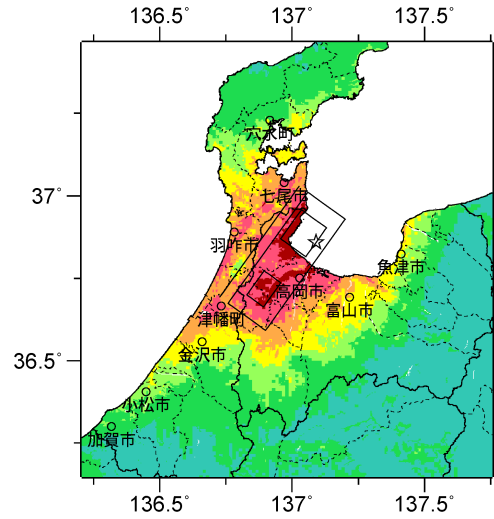 136.5° 137° 137.5°
穴水町
七尾市
37°
羽咋市
魚津市
高岡市
富山市
津幡町
金沢市
36.5°
小松市
加賀市
136.5° 137° 137.5°